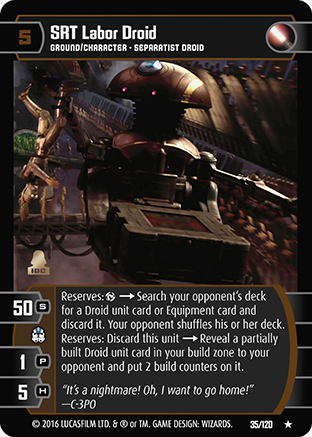 5
SRT Labor Droid
GROUND/CHARACTER - SEPARATIST DROID
IDC
50 S
1 P
5 H
Reserves: → Search your opponent's deck
for a Droid unit card or Equipment card and
discard it. Your opponent shuffles his or her deck.
Reserves: Discard this unit → Reveal a partially
built Droid unit card in your build zone to your
opponent and put 2 build counters on it.
"It's a nightmare! Oh, I want to go home!"
—C-3PO
© 2016 LUCASFILM LTD. & ® or TM. GAME DESIGN: WIZARDS. 35/120 ★